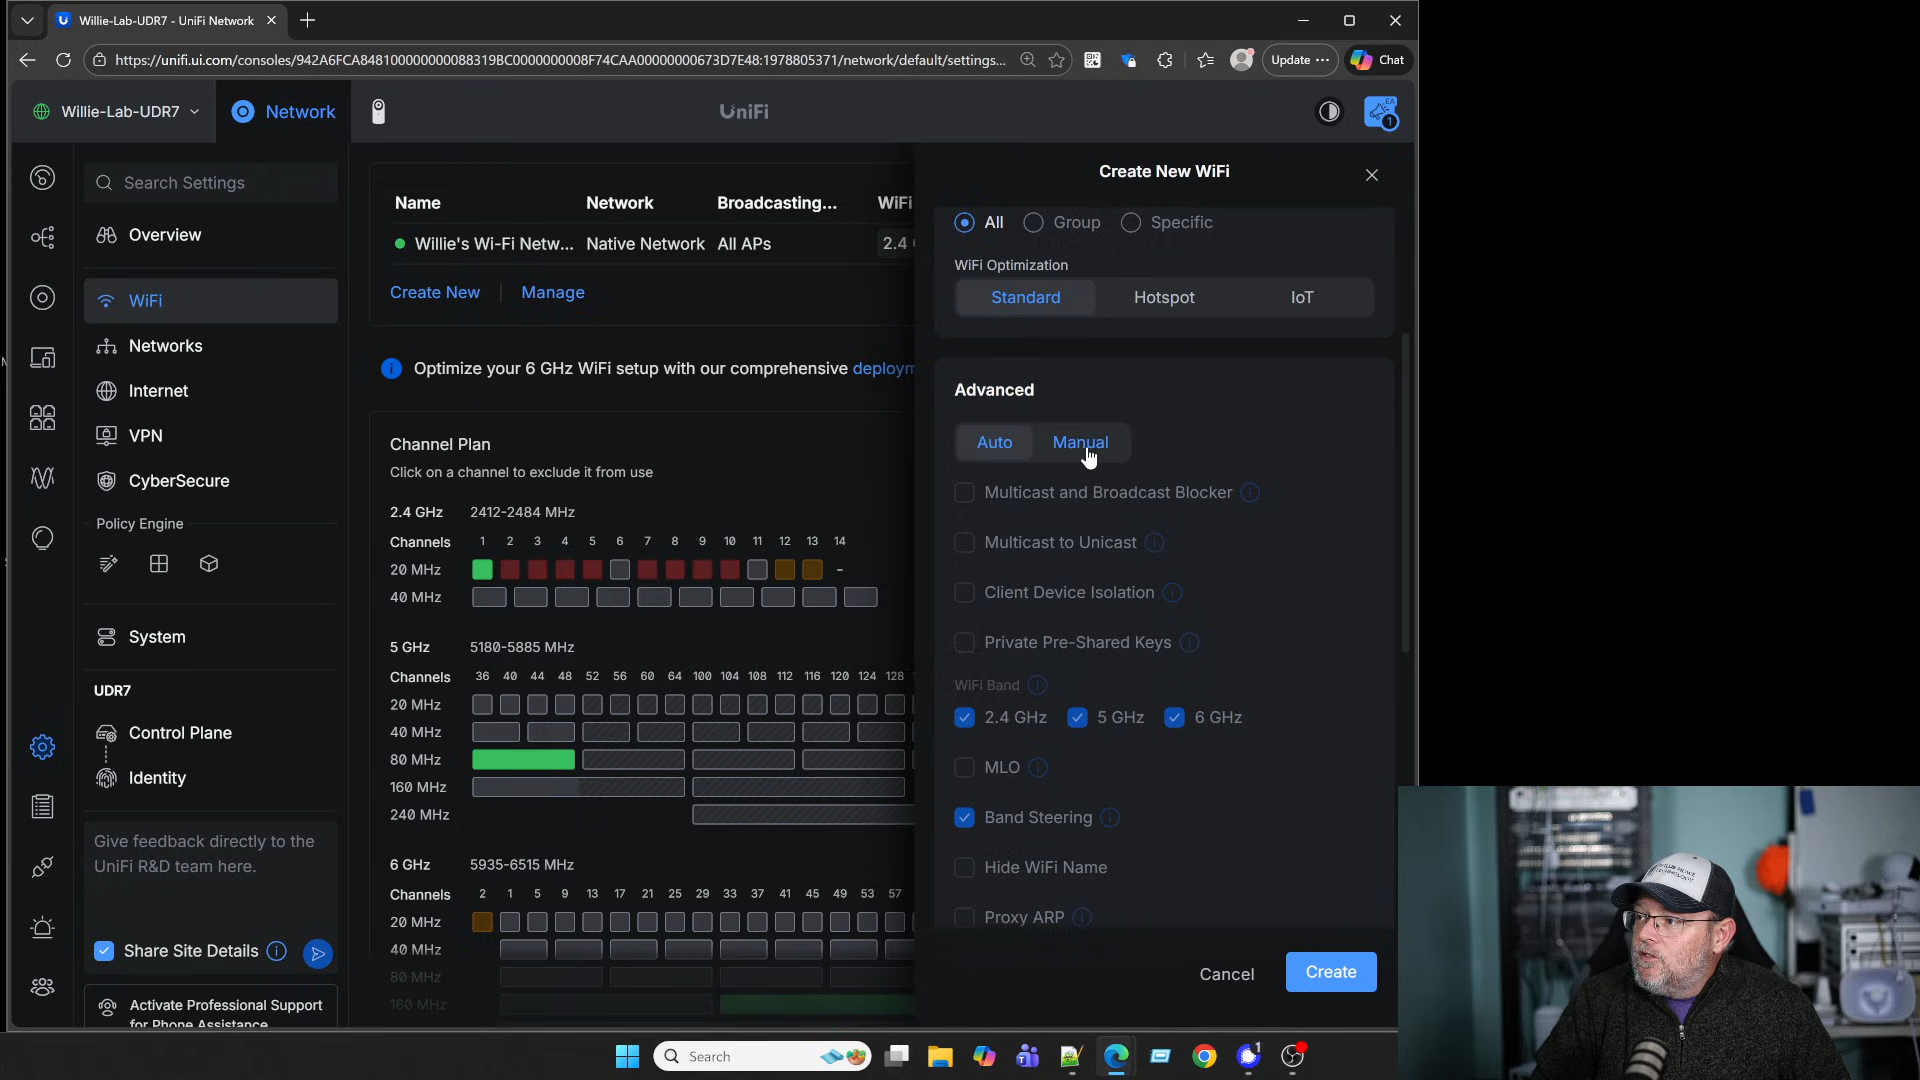 Willie-Lab-UDR7 - UniFi Network
https://unifi.ui.com/consoles/942A6FCA848100000000088319BC0000000008F74CAA00000000673D7E48:1978805371/network/default/settings...
Update
Chat
Willie-Lab-UDR7
Network
UniFi
EA
1
Search Settings
Overview
WiFi
Networks
Internet
VPN
CyberSecure
Policy Engine
System
UDR7
Control Plane
Identity
Give feedback directly to the
UniFi R&D team here.
Share Site Details
Activate Professional Support
for Phone Assistance
Name Network Broadcasting... WiFi
Willie's Wi-Fi Netw... Native Network All APs 2.4
Create New Manage
Optimize your 6 GHz WiFi setup with our comprehensive deploym
Channel Plan
Click on a channel to exclude it from use
2.4 GHz 2412-2484 MHz
Channels 1 2 3 4 5 6 7 8 9 10 11 12 13 14
20 MHz -
40 MHz
5 GHz 5180-5885 MHz
Channels 36 40 44 48 52 56 60 64 100 104 108 112 116 120 124 128
20 MHz
40 MHz
80 MHz
160 MHz
240 MHz
6 GHz 5935-6515 MHz
Channels 2 1 5 9 13 17 21 25 29 33 37 41 45 49 53 57
20 MHz
40 MHz
80 MHz
160 MHz
Create New WiFi
All Group Specific
WiFi Optimization
Standard Hotspot IoT
Advanced
Auto Manual
Multicast and Broadcast Blocker
Multicast to Unicast
Client Device Isolation
Private Pre-Shared Keys
WiFi Band
2.4 GHz 5 GHz 6 GHz
MLO
Band Steering
Hide WiFi Name
Proxy ARP
Cancel Create
Search
1